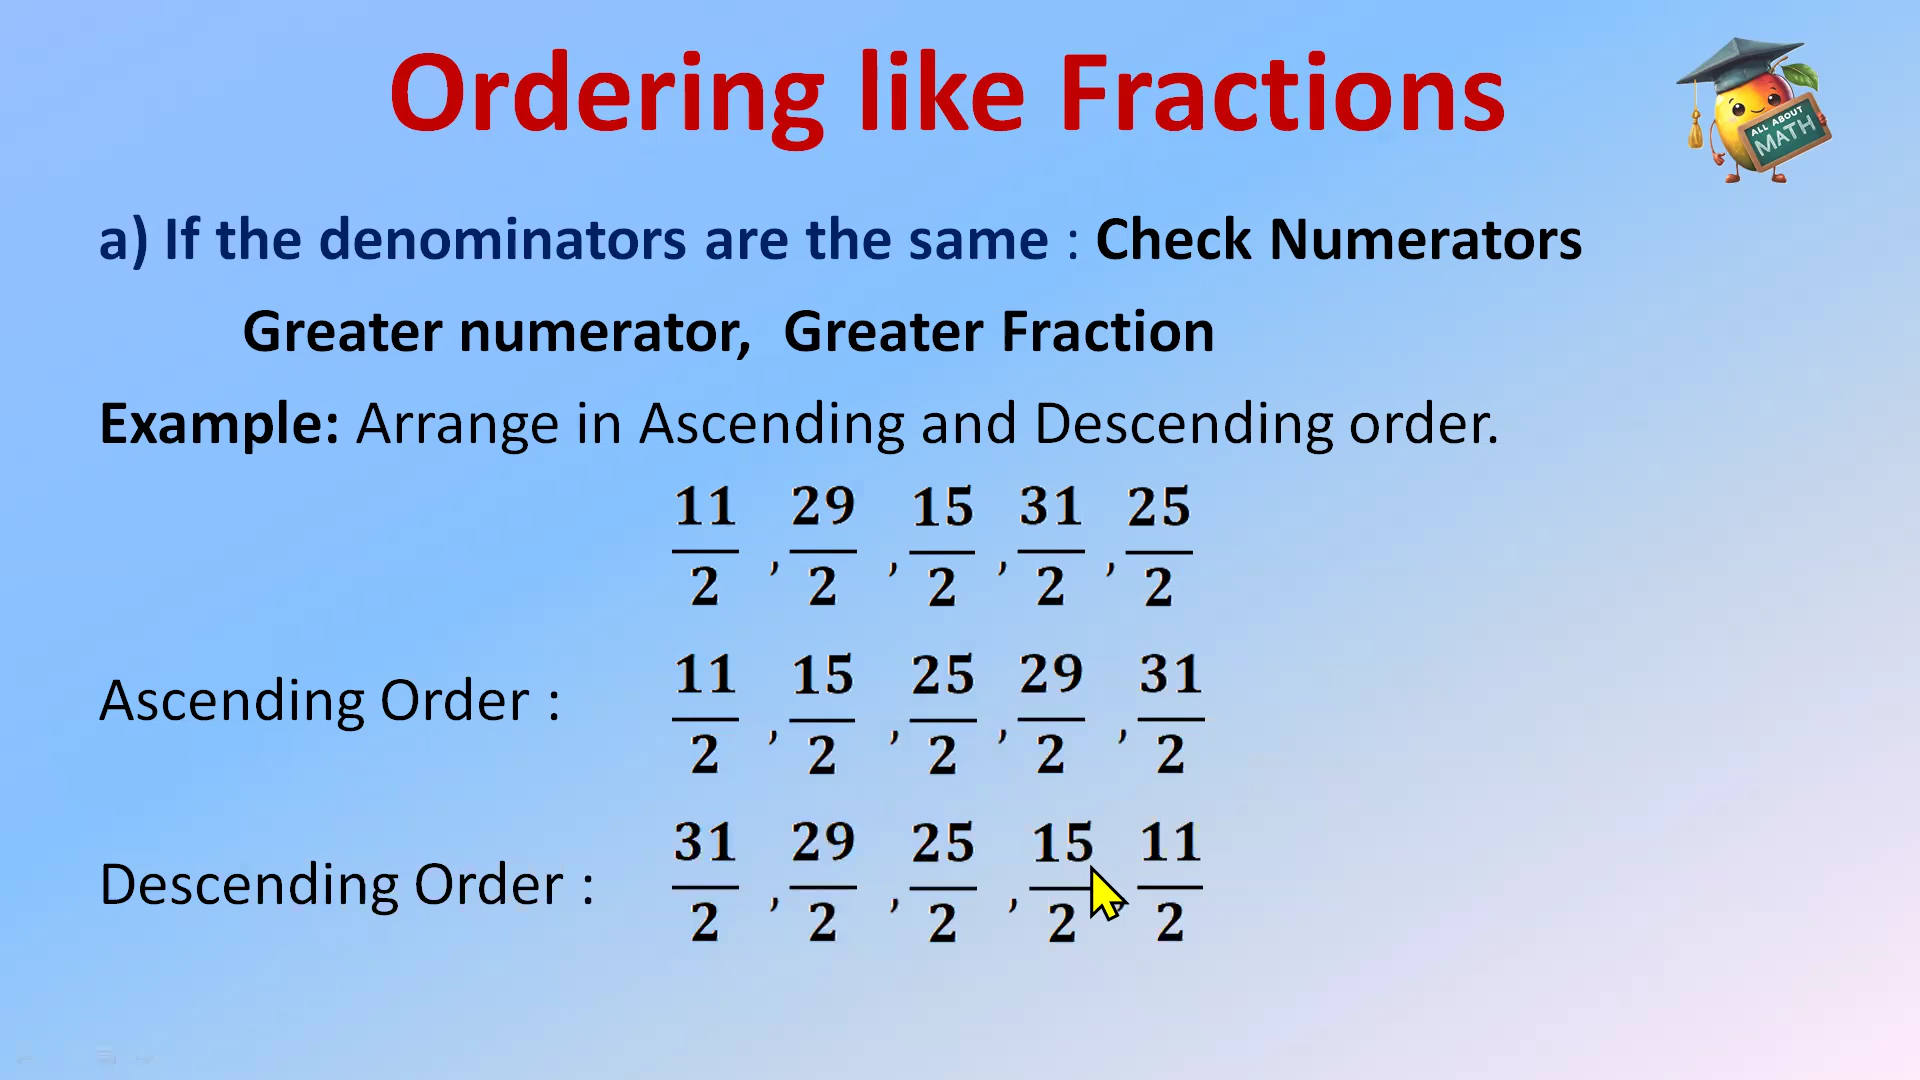 Ordering like Fractions
ALL ABOUT
MATH
a) If the denominators are the same : Check Numerators
Greater numerator, Greater Fraction
Example: Arrange in Ascending and Descending order.
11/2 , 29/2 , 15/2 , 31/2 , 25/2
Ascending Order : 11/2 , 15/2 , 25/2 , 29/2 , 31/2
Descending Order : 31/2 , 29/2 , 25/2 , 15/2 , 11/2